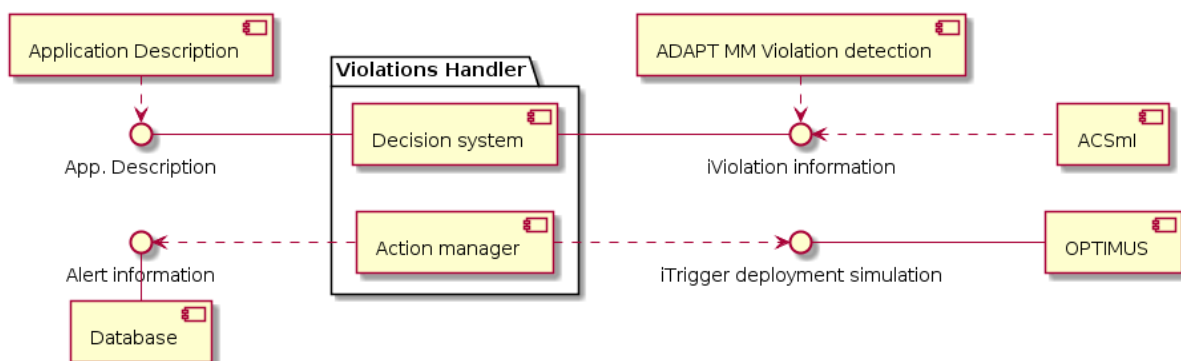 Application Description
ADAPT MM Violation detection
Violations Handler
Decision system
ACSmI
App. Description
iViolation information
Action manager
OPTIMUS
Alert information
iTrigger deployment simulation
Database